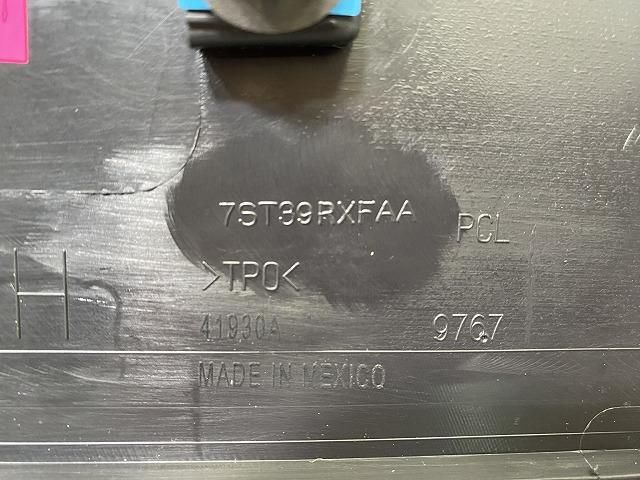 7ST39RXFAA
PCL
>TPO<
H
41930A
9767
MADE IN MEXICO